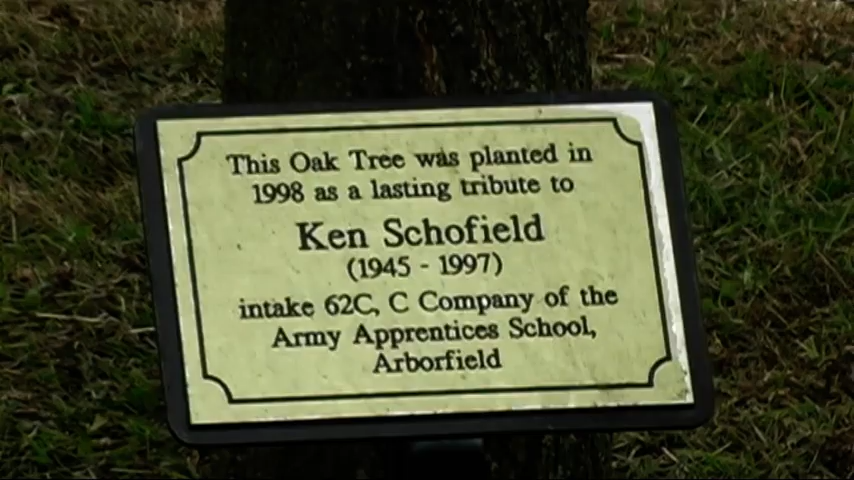 This Oak Tree was planted in
1998 as a lasting tribute to
Ken Schofield
(1945 - 1997)
intake 62C, C Company of the
Army Apprentices School,
Arborfield